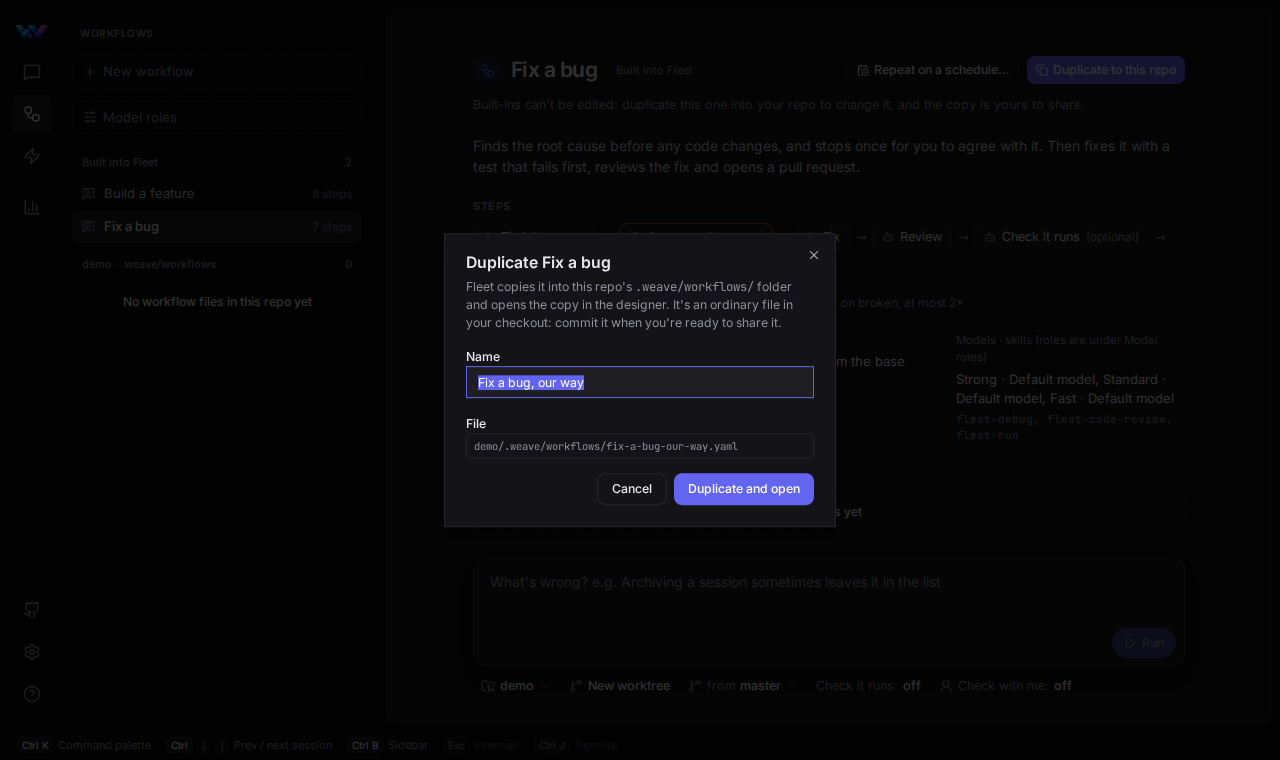 WORKFLOWS
New workflow
Model roles
Built into Fleet 2
Build a feature 8 steps
Fix a bug 7 steps
demo · .weave/workflows 0
No workflow files in this repo yet
Fix a bug Built into Fleet Repeat on a schedule... Duplicate to this repo
Built-ins can't be edited: duplicate this one into your repo to change it, and the copy is yours to share.
Finds the root cause before any code changes, and stops once for you to agree with it. Then fixes it with a
test that fails first, reviews the fix and opens a pull request.
STEPS
Fix → Review → Check it runs (optional) →
on broken, at most 2×
Models · skills (roles are under Model
roles)
the base
Strong · Default model, Standard ·
Default model, Fast · Default model
fleet-debug, fleet-code-review,
fleet-run
yet
Duplicate Fix a bug
Fleet copies it into this repo's .weave/workflows/ folder
and opens the copy in the designer. It's an ordinary file in
your checkout: commit it when you're ready to share it.
Name
Fix a bug, our way
File
demo/.weave/workflows/fix-a-bug-our-way.yaml
Cancel Duplicate and open
What's wrong? e.g. Archiving a session sometimes leaves it in the list
Run
demo New worktree from master Check it runs: off Check with me: off
Ctrl K Command palette Ctrl [ ] Prev / next session Ctrl B Sidebar Esc Interrupt Ctrl J Terminal